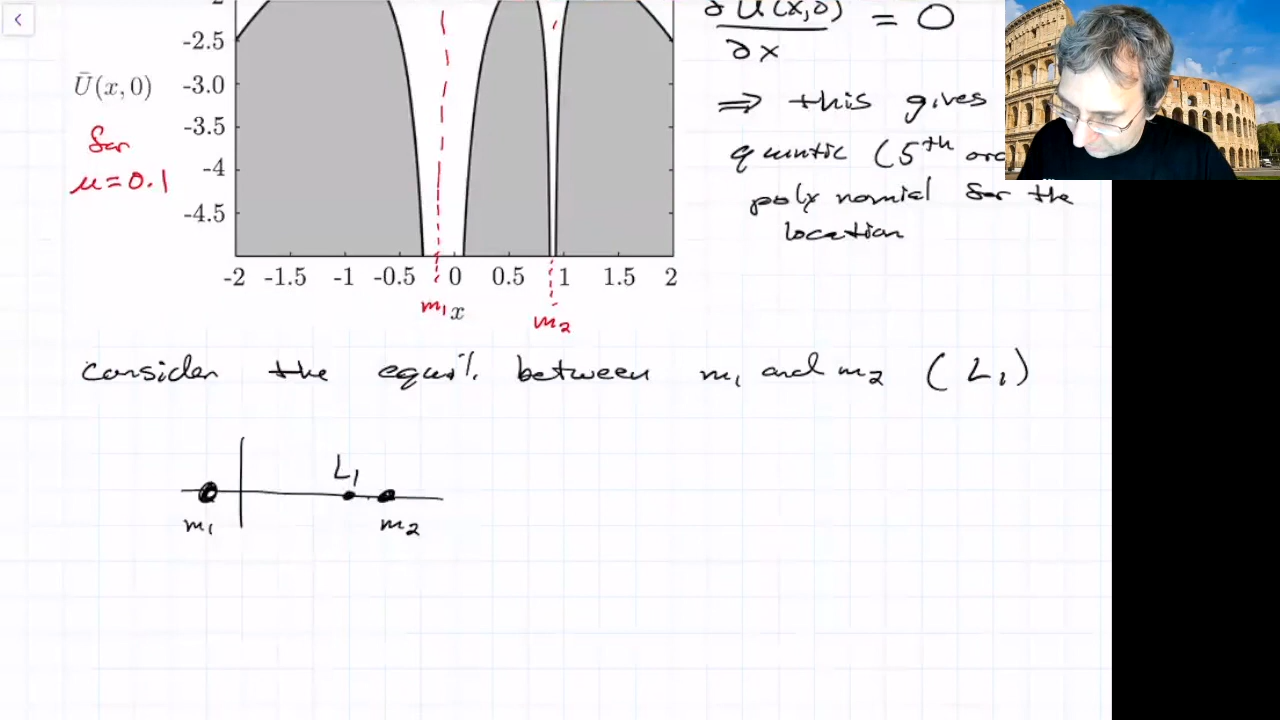 2
-2.5
-3.0
-3.5
-4
-4.5
Ū(x, 0)
for
μ=0.1
-2 -1.5 -1 -0.5 0 0.5 1 1.5 2
m₁ x
m₂
∂ Ū(x,0) = 0
∂x
⇒ this gives
quintic (5th ord
polynomial for the
location
consider the equil. between m₁ and m₂ (L₁)
L₁
m₁ m₂